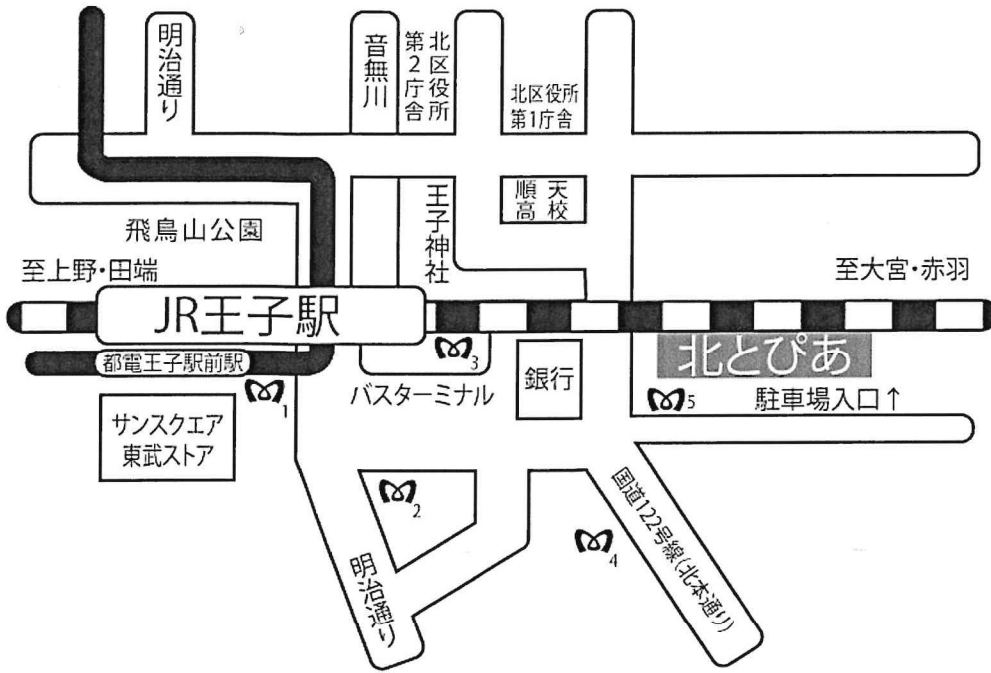 明治通り
音無川
北区役所
第2庁舎
北区役所
第1庁舎
王子神社
順天
高校
飛鳥山公園
至上野・田端
至大宮・赤羽
JR王子駅
都電王子駅前駅
北とぴあ
3
銀行
1
バスターミナル
5
駐車場入口↑
サンスクエア
東武ストア
2
4
国道122号線(北本通り)
明治通り